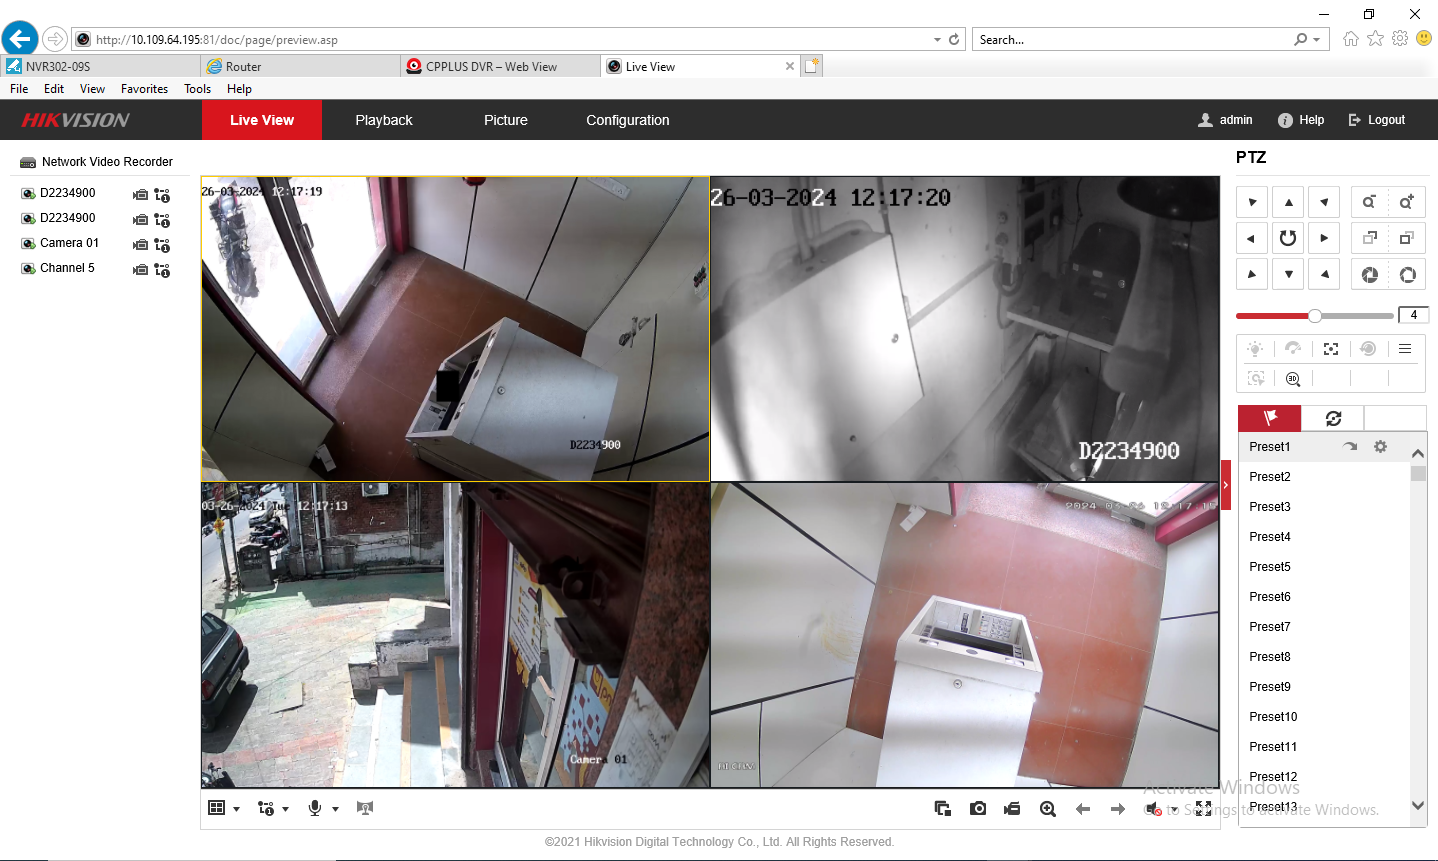 http://10.109.64.195:81/doc/page/preview.asp
Search...
NVR302-09S
Router
CPPLUS DVR – Web View
Live View
File Edit View Favorites Tools Help
HIKVISION
Live View
Playback
Picture
Configuration
admin
Help
Logout
Network Video Recorder
D2234900
D2234900
Camera 01
Channel 5
26-03-2024 12:17:19
D2234900
26-03-2024 12:17:20
D2234900
03-26-2024 Tue 12:17:13
Camera 01
PTZ
4
3D
Preset1
Preset2
Preset3
Preset4
Preset5
Preset6
Preset7
Preset8
Preset9
Preset10
Preset11
Preset12
Preset13
Activate Windows
Go to Settings to activate Windows.
©2021 Hikvision Digital Technology Co., Ltd. All Rights Reserved.